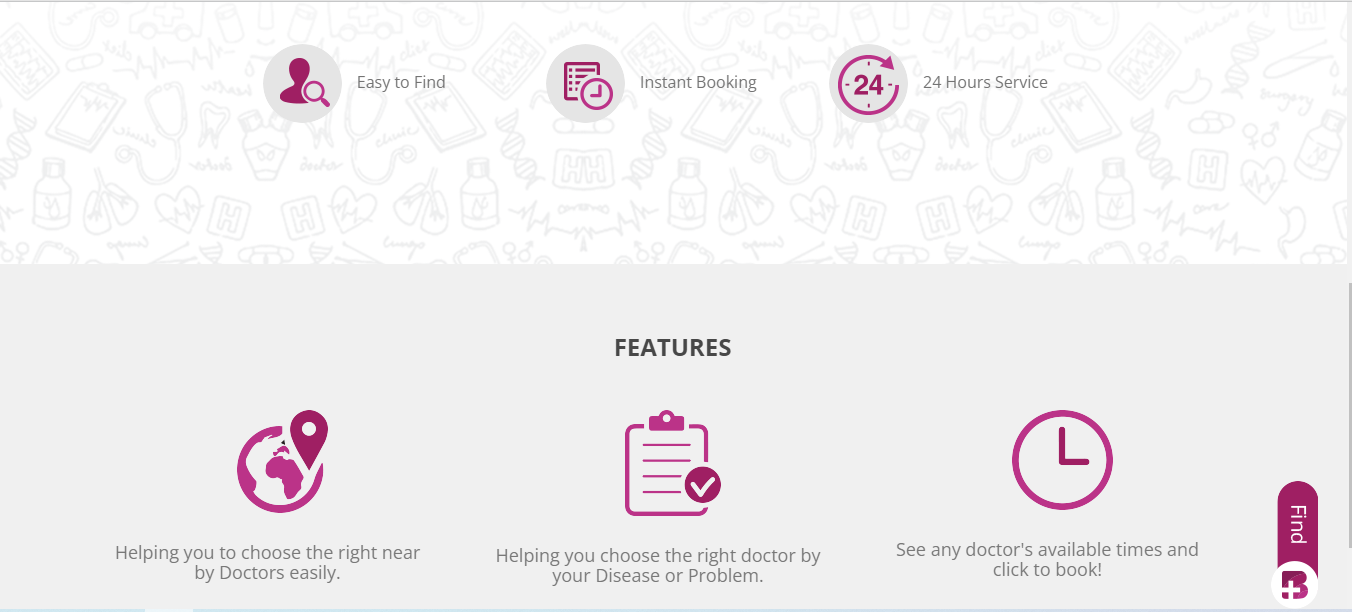 Easy to Find
Instant Booking
24
24 Hours Service
FEATURES
Helping you to choose the right near
by Doctors easily.
Helping you choose the right doctor by
your Disease or Problem.
See any doctor's available times and
click to book!
Find